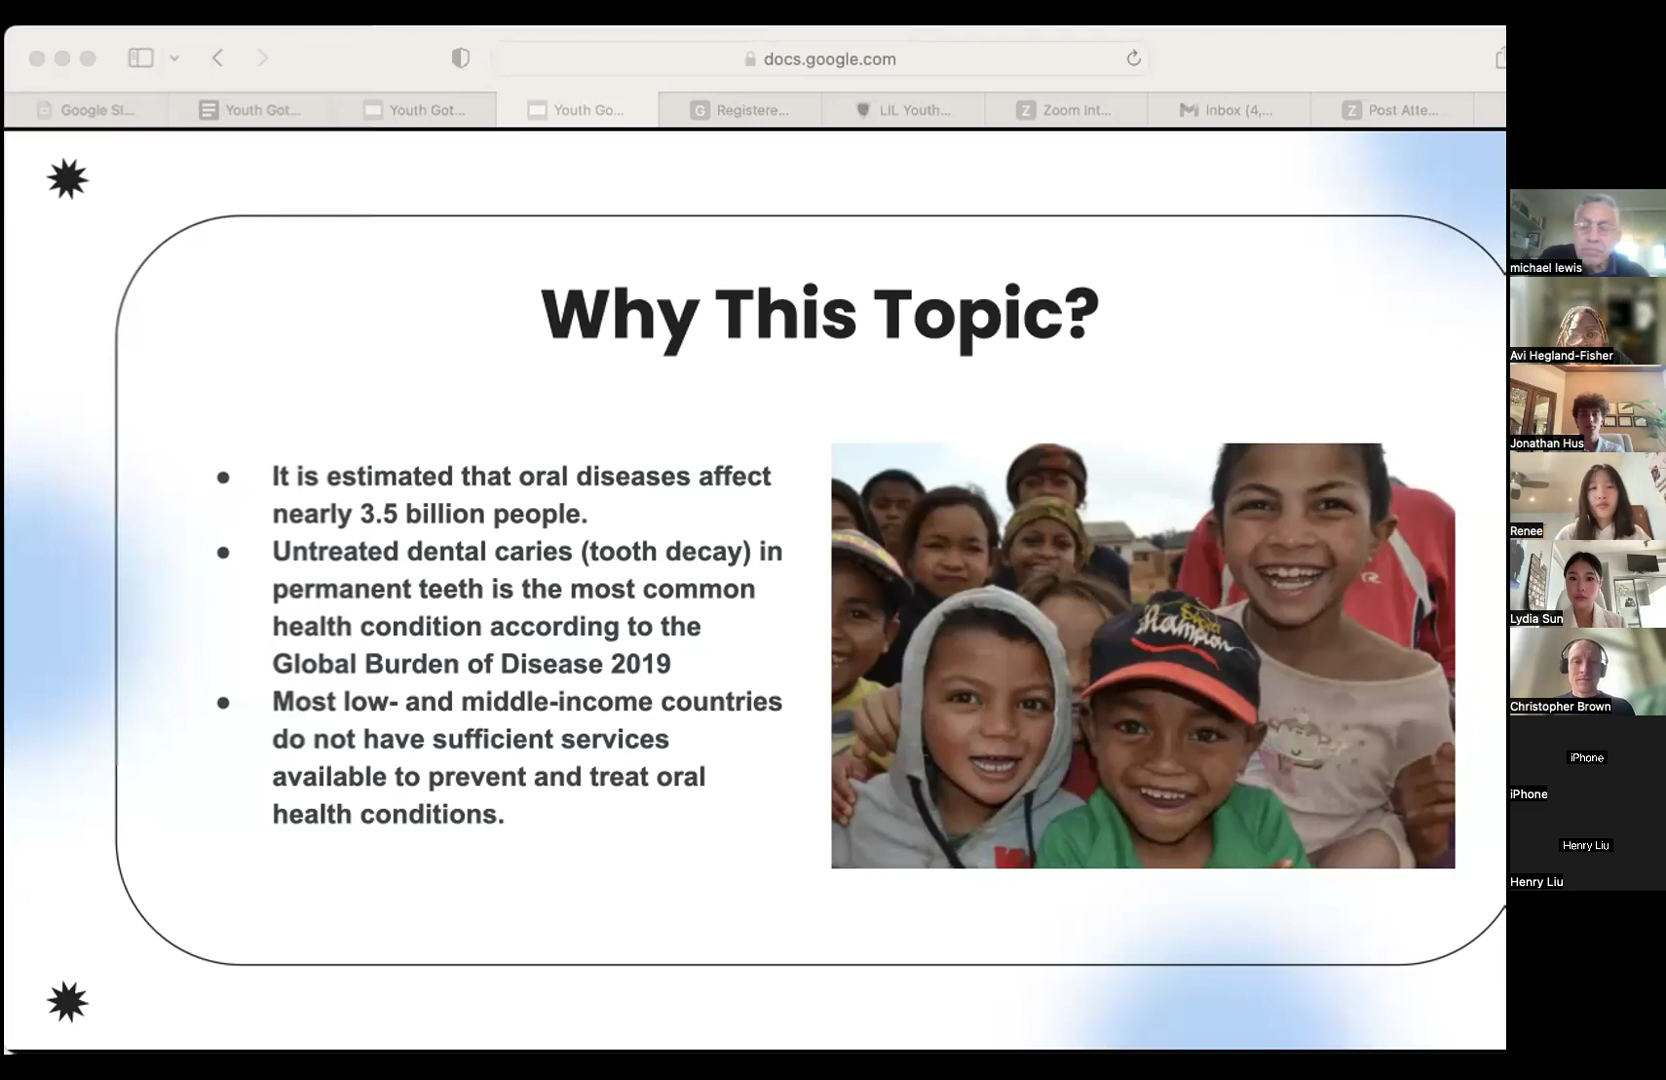 docs.google.com
Google Sl...
Youth Got...
Youth Got...
Youth Go...
Registere...
LIL Youth...
Zoom Int...
Inbox (4,...
Post Atte...
Why This Topic?
It is estimated that oral diseases affect
nearly 3.5 billion people.
Untreated dental caries (tooth decay) in
permanent teeth is the most common
health condition according to the
Global Burden of Disease 2019
Most low- and middle-income countries
do not have sufficient services
available to prevent and treat oral
health conditions.
Champion
michael lewis
Avi Hegland-Fisher
Jonathan Hus
Renee
Lydia Sun
Christopher Brown
iPhone
iPhone
Henry Liu
Henry Liu